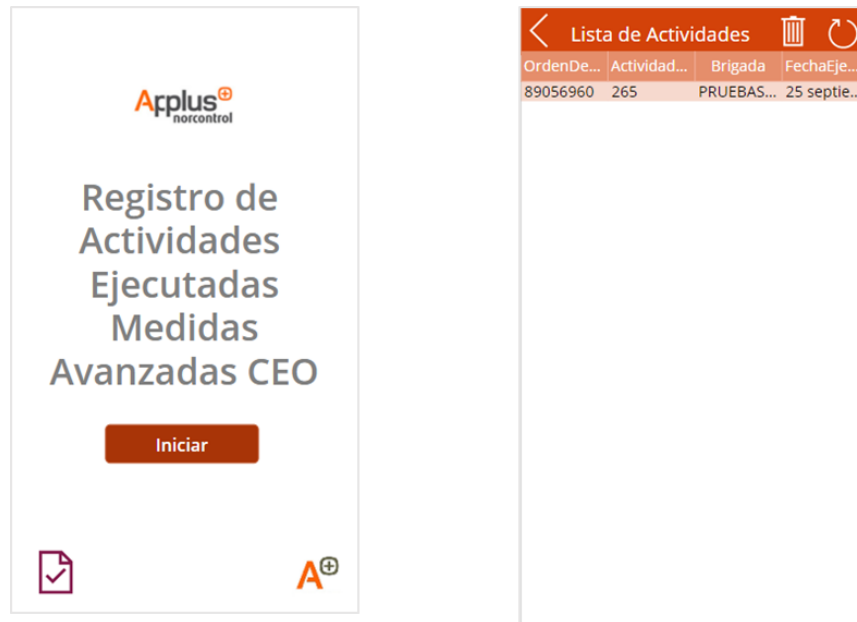 Applus
norcontrol
Registro de
Actividades
Ejecutadas
Medidas
Avanzadas CEO
Iniciar
A
Lista de Actividades
OrdenDe... Actividad... Brigada FechaEje...
89056960 265 PRUEBAS... 25 septie...